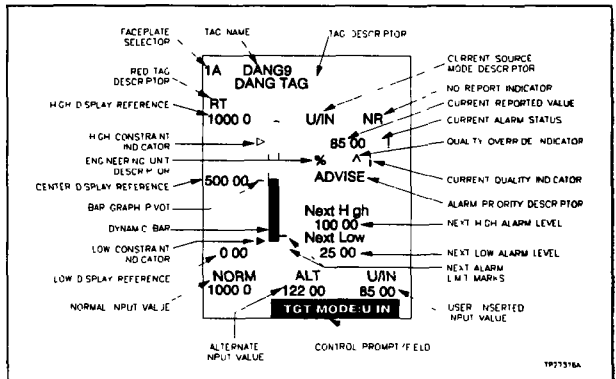 FACEPLATE SELECTOR
TAG NAME
TAG DESCRIPTOR
RED TAG DESCRIPTOR
HIGH DISPLAY REFERENCE
HIGH CONSTRAINT INDICATOR
ENGINEERING UNIT DESCRIPTOR
CENTER DISPLAY REFERENCE
BAR GRAPH PIVOT
DYNAMIC BAR
LOW CONSTRAINT INDICATOR
LOW DISPLAY REFERENCE
NORMAL INPUT VALUE
1A DANG9
DANG TAG
RT
1000 0 U/IN NR
85 00
%
500 00 ADVISE
Next High
100 00
Next Low
0 00 25 00
NORM ALT U/IN
1000 0 122 00 85 00
TGT MODE:U IN
CURRENT SOURCE MODE DESCRIPTOR
NO REPORT INDICATOR
CURRENT REPORTED VALUE
CURRENT ALARM STATUS
QUALITY OVERRIDE INDICATOR
CURRENT QUALITY INDICATOR
ALARM PRIORITY DESCRIPTOR
NEXT HIGH ALARM LEVEL
NEXT LOW ALARM LEVEL
NEXT ALARM LIMIT MARKS
USER INSERTED INPUT VALUE
ALTERNATE INPUT VALUE
CONTROL PROMPT/FIELD
TP27376A